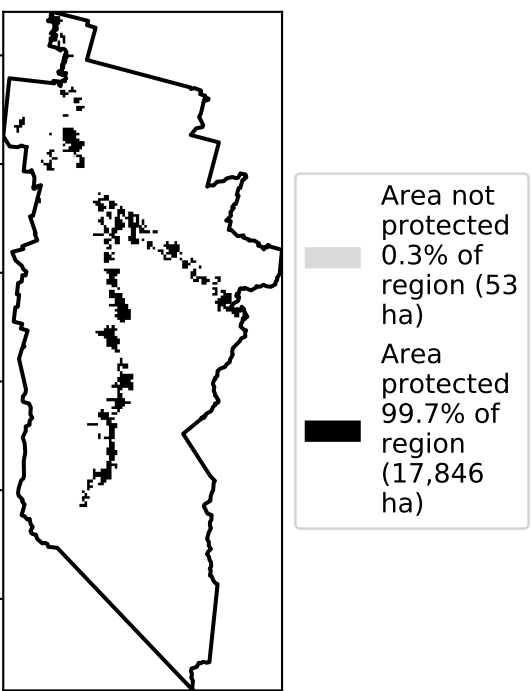 Area not
protected
0.3% of
region (53
ha)
Area
protected
99.7% of
region
(17,846
ha)